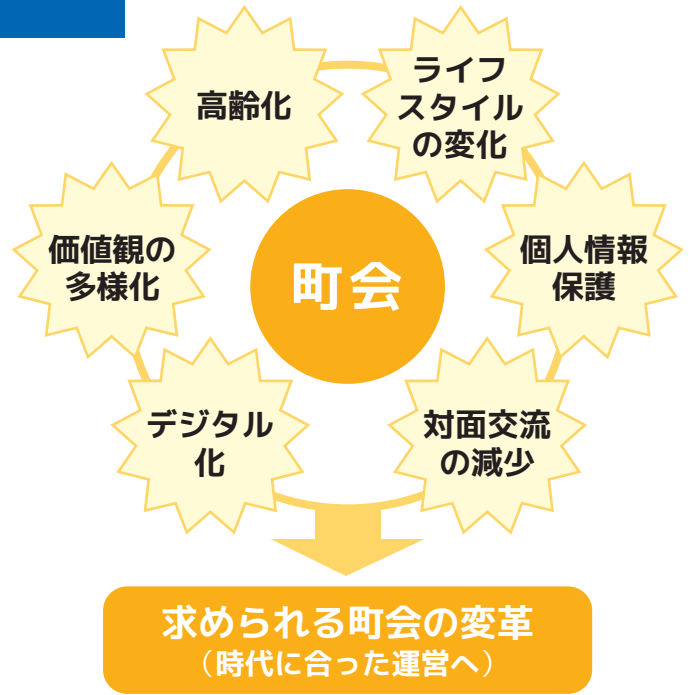 高齢化
ライフ
スタイル
の変化
価値観の
多様化
町会
個人情報
保護
デジタル
化
対面交流
の減少
求められる町会の変革
（時代に合った運営へ）